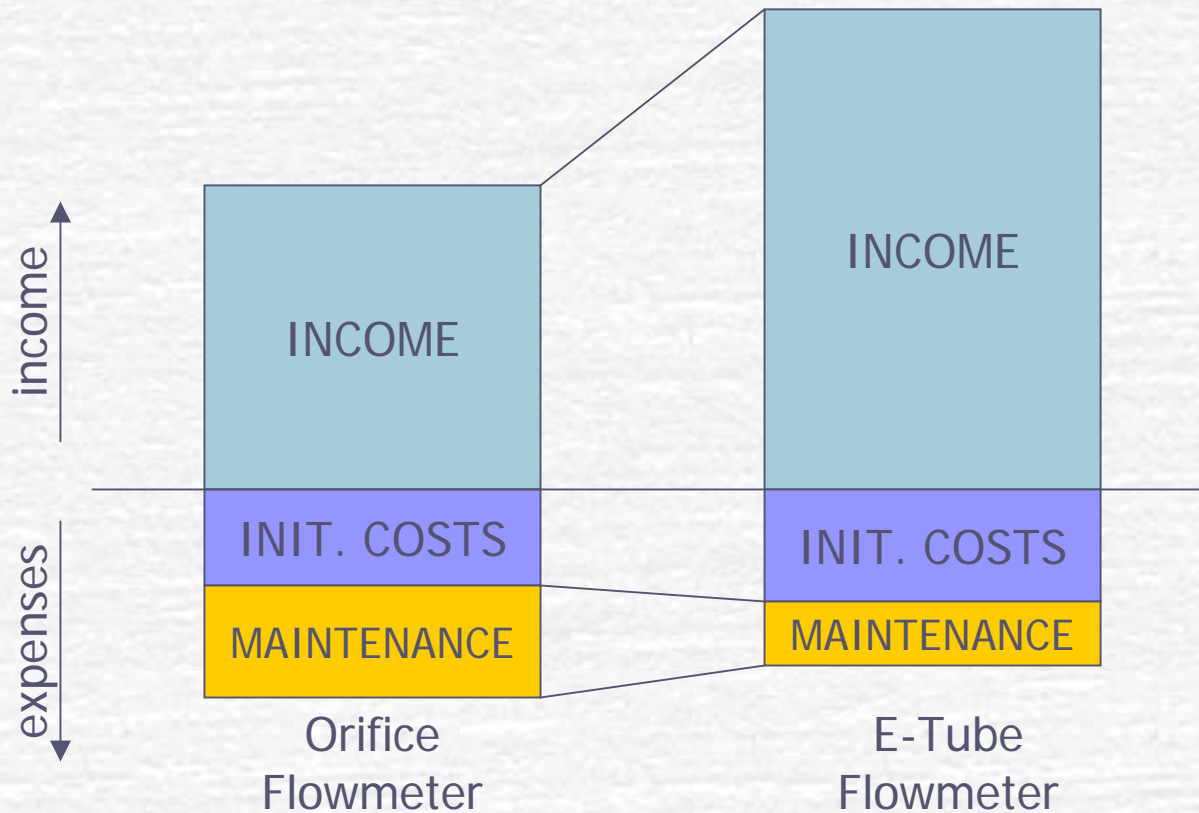 INCOME
INCOME
income
INIT. COSTS
INIT. COSTS
MAINTENANCE
MAINTENANCE
expenses
Orifice
Flowmeter
E-Tube
Flowmeter